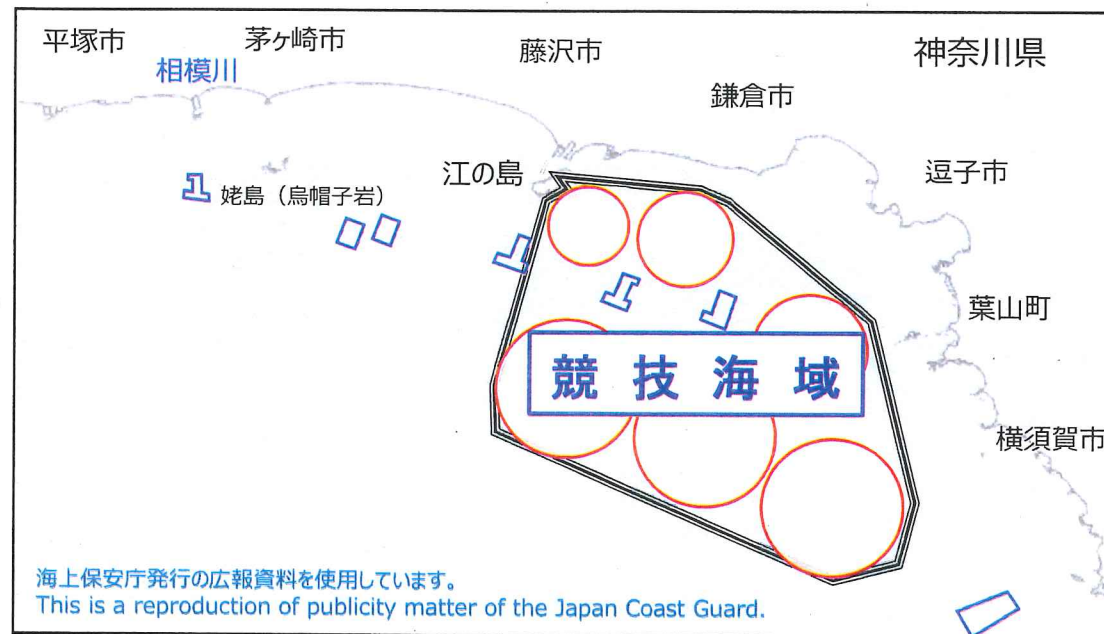 平塚市
茅ヶ崎市
藤沢市
神奈川県
相模川
鎌倉市
江の島
逗子市
姥島（烏帽子岩）
葉山町
競技海域
横須賀市
海上保安庁発行の広報資料を使用しています。
This is a reproduction of publicity matter of the Japan Coast Guard.